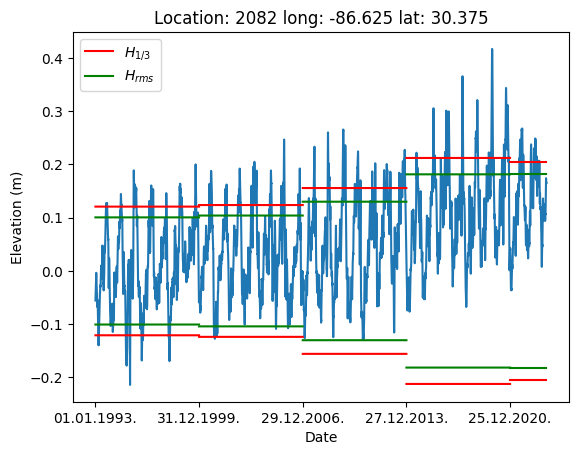 Location: 2082 long: -86.625 lat: 30.375
H1/3
Hrms
0.4
0.3
0.2
0.1
0.0
−0.1
−0.2
Elevation (m)
01.01.1993. 31.12.1999. 29.12.2006. 27.12.2013. 25.12.2020.
Date